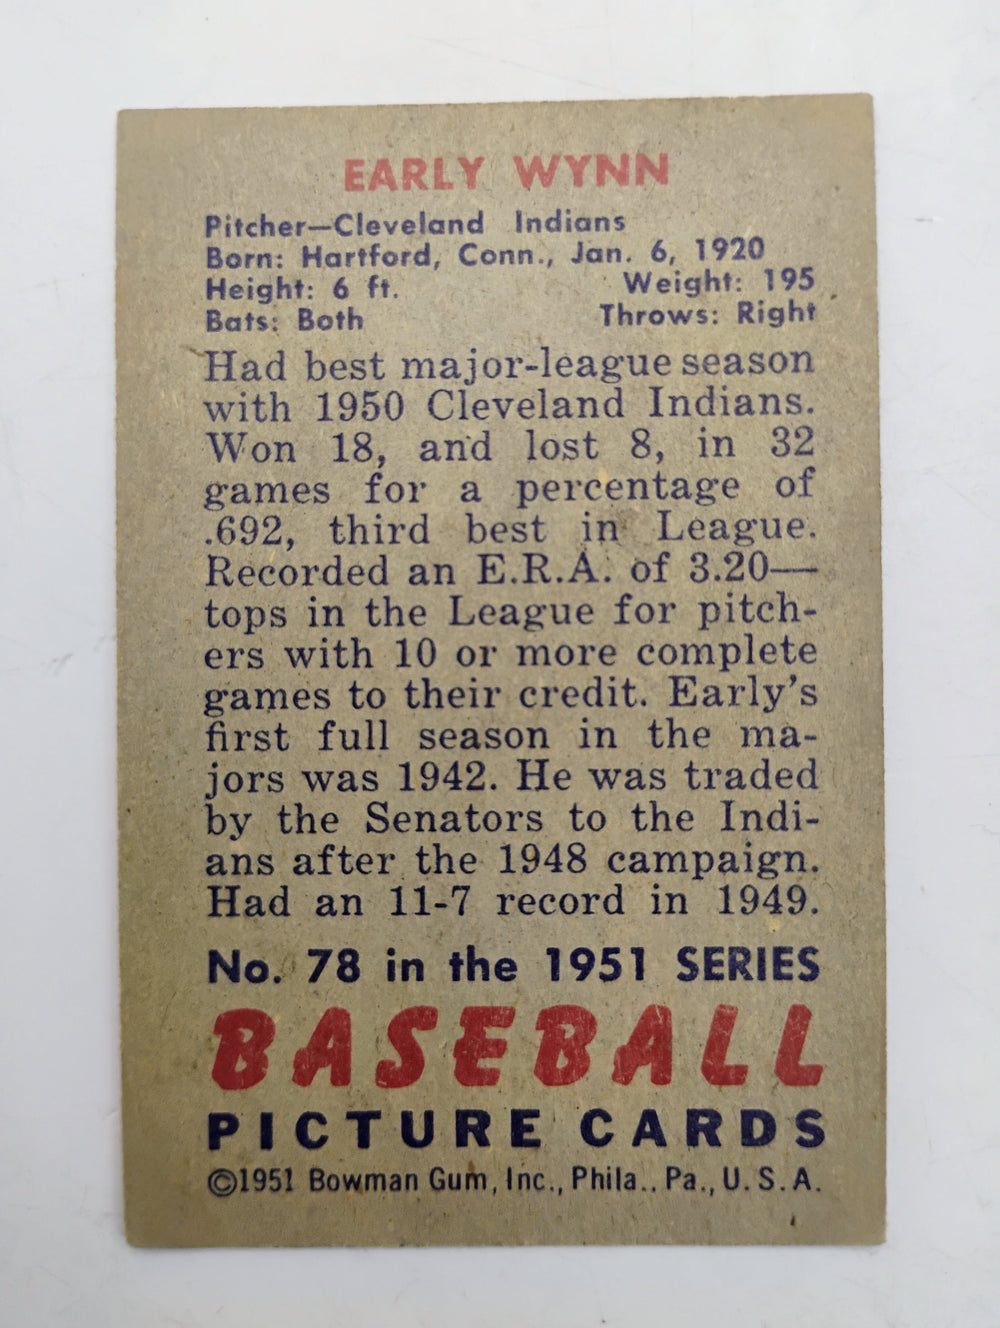 EARLY WYNN
Pitcher—Cleveland Indians
Born: Hartford, Conn., Jan. 6, 1920
Height: 6 ft. Weight: 195
Bats: Both Throws: Right
Had best major-league season
with 1950 Cleveland Indians.
Won 18, and lost 8, in 32
games for a percentage of
.692, third best in League.
Recorded an E.R.A. of 3.20—
tops in the League for pitch-
ers with 10 or more complete
games to their credit. Early's
first full season in the ma-
jors was 1942. He was traded
by the Senators to the Indi-
ans after the 1948 campaign.
Had an 11-7 record in 1949.
No. 78 in the 1951 SERIES
BASEBALL
PICTURE CARDS
©1951 Bowman Gum, Inc., Phila., Pa., U. S. A.